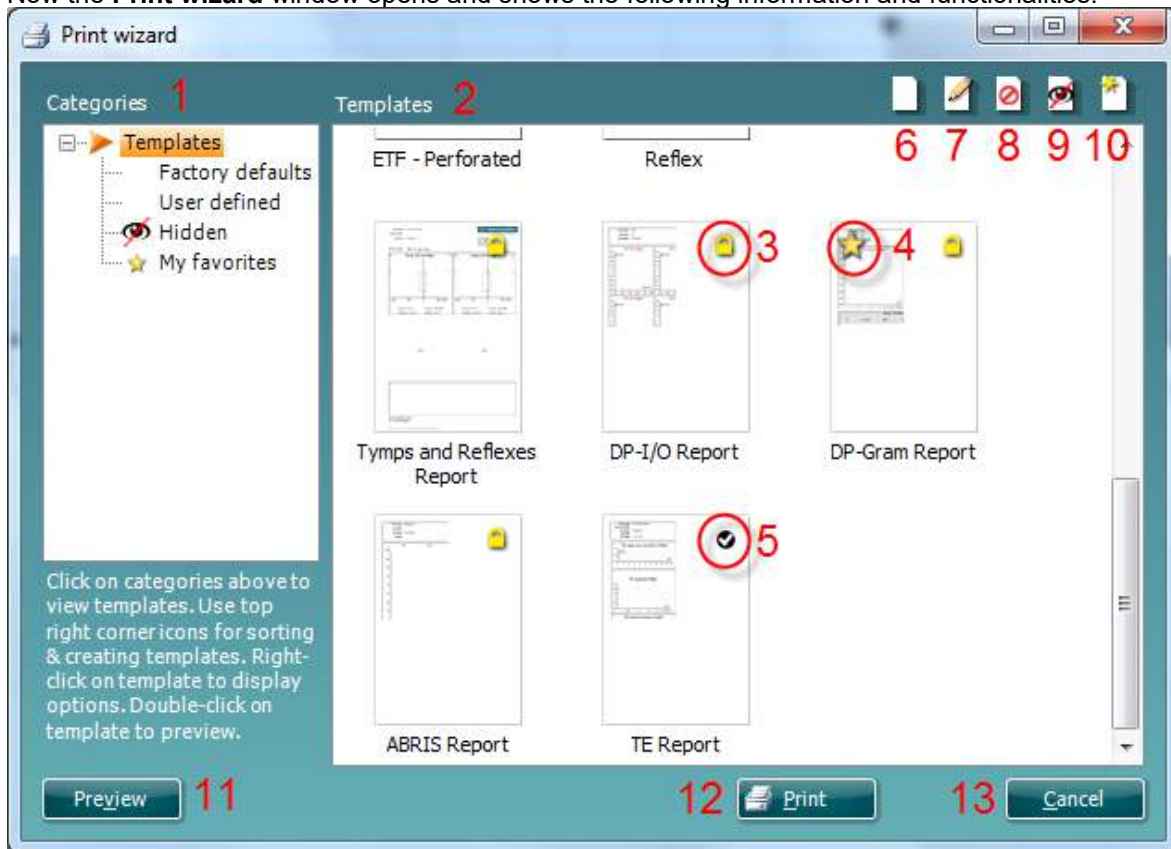 Now the Print wizard window opens and shows the following information and functionalities:
Print wizard
Categories 1
Templates 2
6 7 8 9 10
Templates
Factory defaults
User defined
Hidden
My favorites
ETF - Perforated
Reflex
3
4
Tymps and Reflexes
Report
DP-I/O Report
DP-Gram Report
5
ABRIS Report
TE Report
Click on categories above to
view templates. Use top
right corner icons for sorting
& creating templates. Right-
click on template to display
options. Double-click on
template to preview.
Preview 11
12 Print
13 Cancel